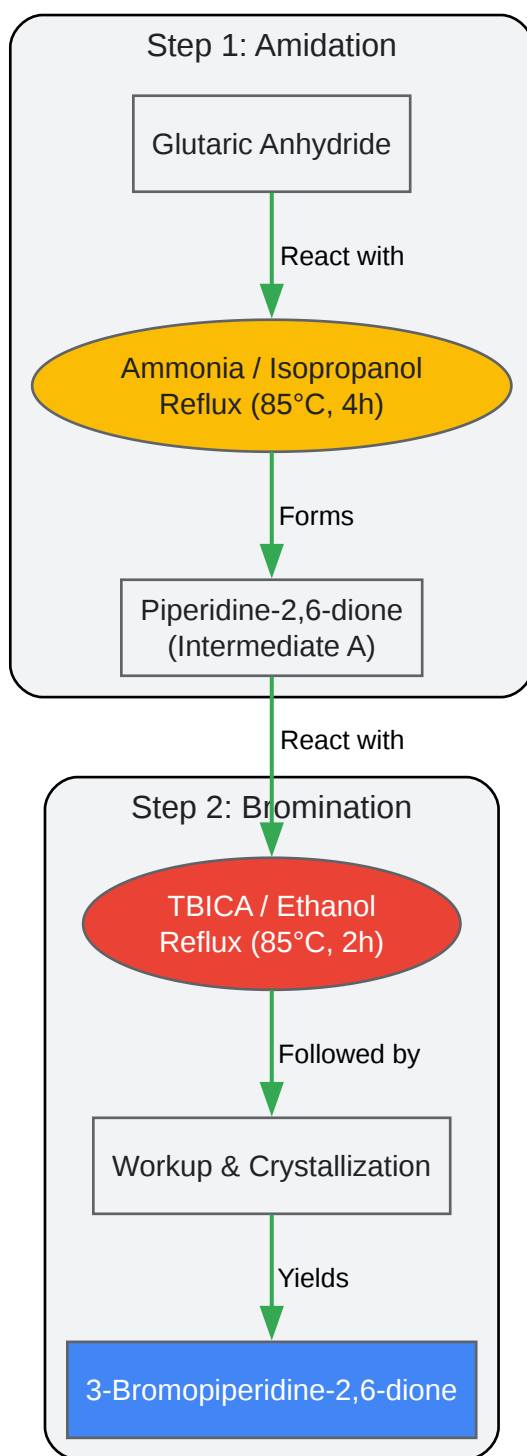 Step 1: Amidation
Glutaric Anhydride
React with
Ammonia / Isopropanol
Reflux (85°C, 4h)
Forms
Piperidine-2,6-dione
(Intermediate A)
React with
Step 2: Bromination
TBICA / Ethanol
Reflux (85°C, 2h)
Followed by
Workup & Crystallization
Yields
3-Bromopiperidine-2,6-dione